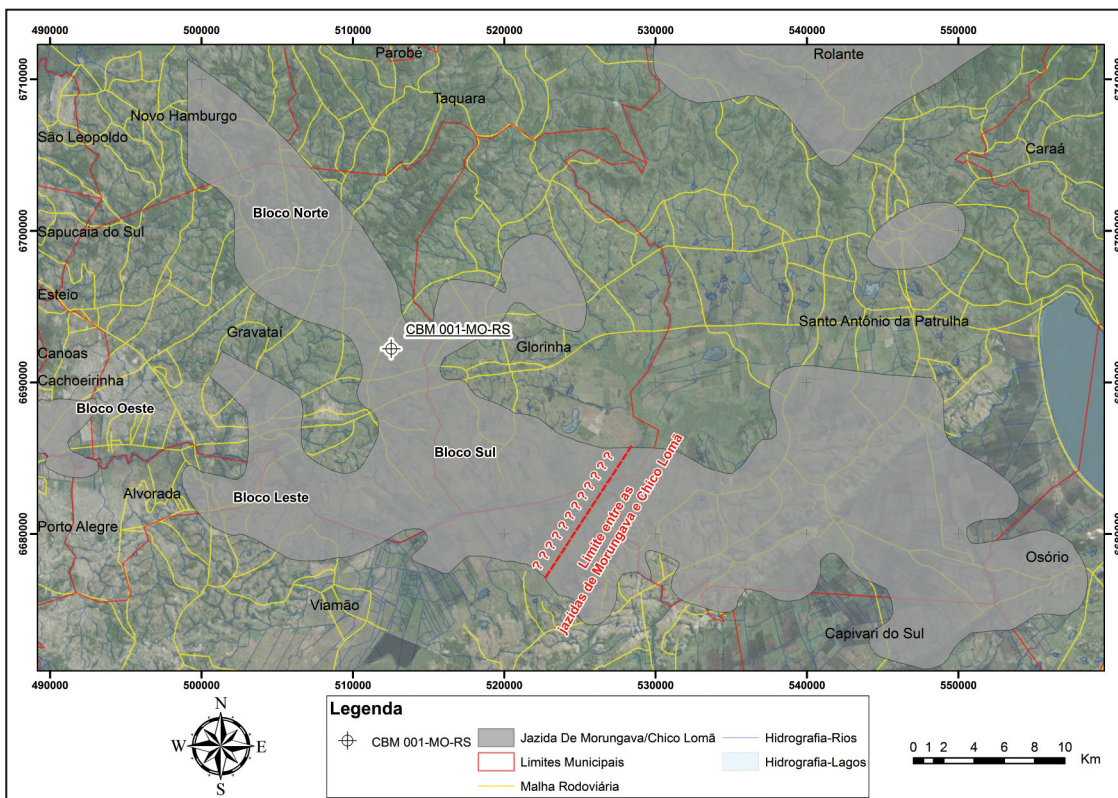 490000 500000 510000 520000 530000 540000 550000
6710000
6700000
6690000
6680000
6710000
6700000
6690000
6680000
Parobé
Rolante
Taquara
Novo Hamburgo
São Leopoldo
Caraá
Bloco Norte
Sapucaia do Sul
Esteio
Santo Antônio da Patrulha
CBM 001-MO-RS
Gravataí
Glorinha
Canoas
Cachoeirinha
Bloco Oeste
Bloco Sul
? ? ? ? ? ? ? ? ? ? ? ?
Limite entre as
jazidas de Morungava e Chico Lomã
Alvorada
Bloco Leste
Porto Alegre
Osório
Viamão
Capivari do Sul
490000 500000 510000 520000 530000 540000 550000
N
W E
S
Legenda
CBM 001-MO-RS
Jazida De Morungava/Chico Lomã
Limites Municipais
Malha Rodoviária
Hidrografia-Rios
Hidrografia-Lagos
0 1 2 4 6 8 10
Km